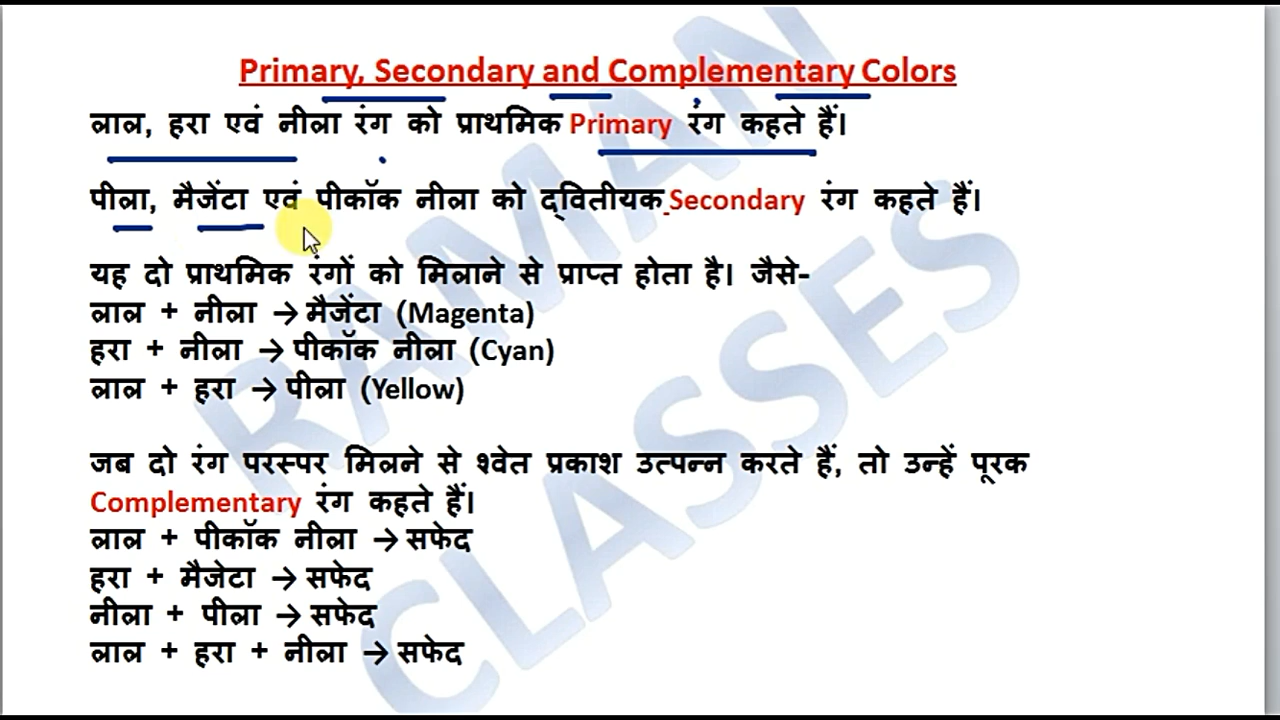 Primary, Secondary and Complementary Colors
लाल, हरा एवं नीला रंग को प्राथमिक Primary रंग कहते हैं।
पीला, मैजेंटा एवं पीकॉक नीला को द्वितीयक Secondary रंग कहते हैं।
यह दो प्राथमिक रंगों को मिलाने से प्राप्त होता है। जैसे-
लाल + नीला → मैजेंटा (Magenta)
हरा + नीला → पीकॉक नीला (Cyan)
लाल + हरा → पीला (Yellow)
जब दो रंग परस्पर मिलने से श्वेत प्रकाश उत्पन्न करते हैं, तो उन्हें पूरक
Complementary रंग कहते हैं।
लाल + पीकॉक नीला → सफेद
हरा + मैजेटा → सफेद
नीला + पीला → सफेद
लाल + हरा + नीला → सफेद
RAMAN
CLASSES